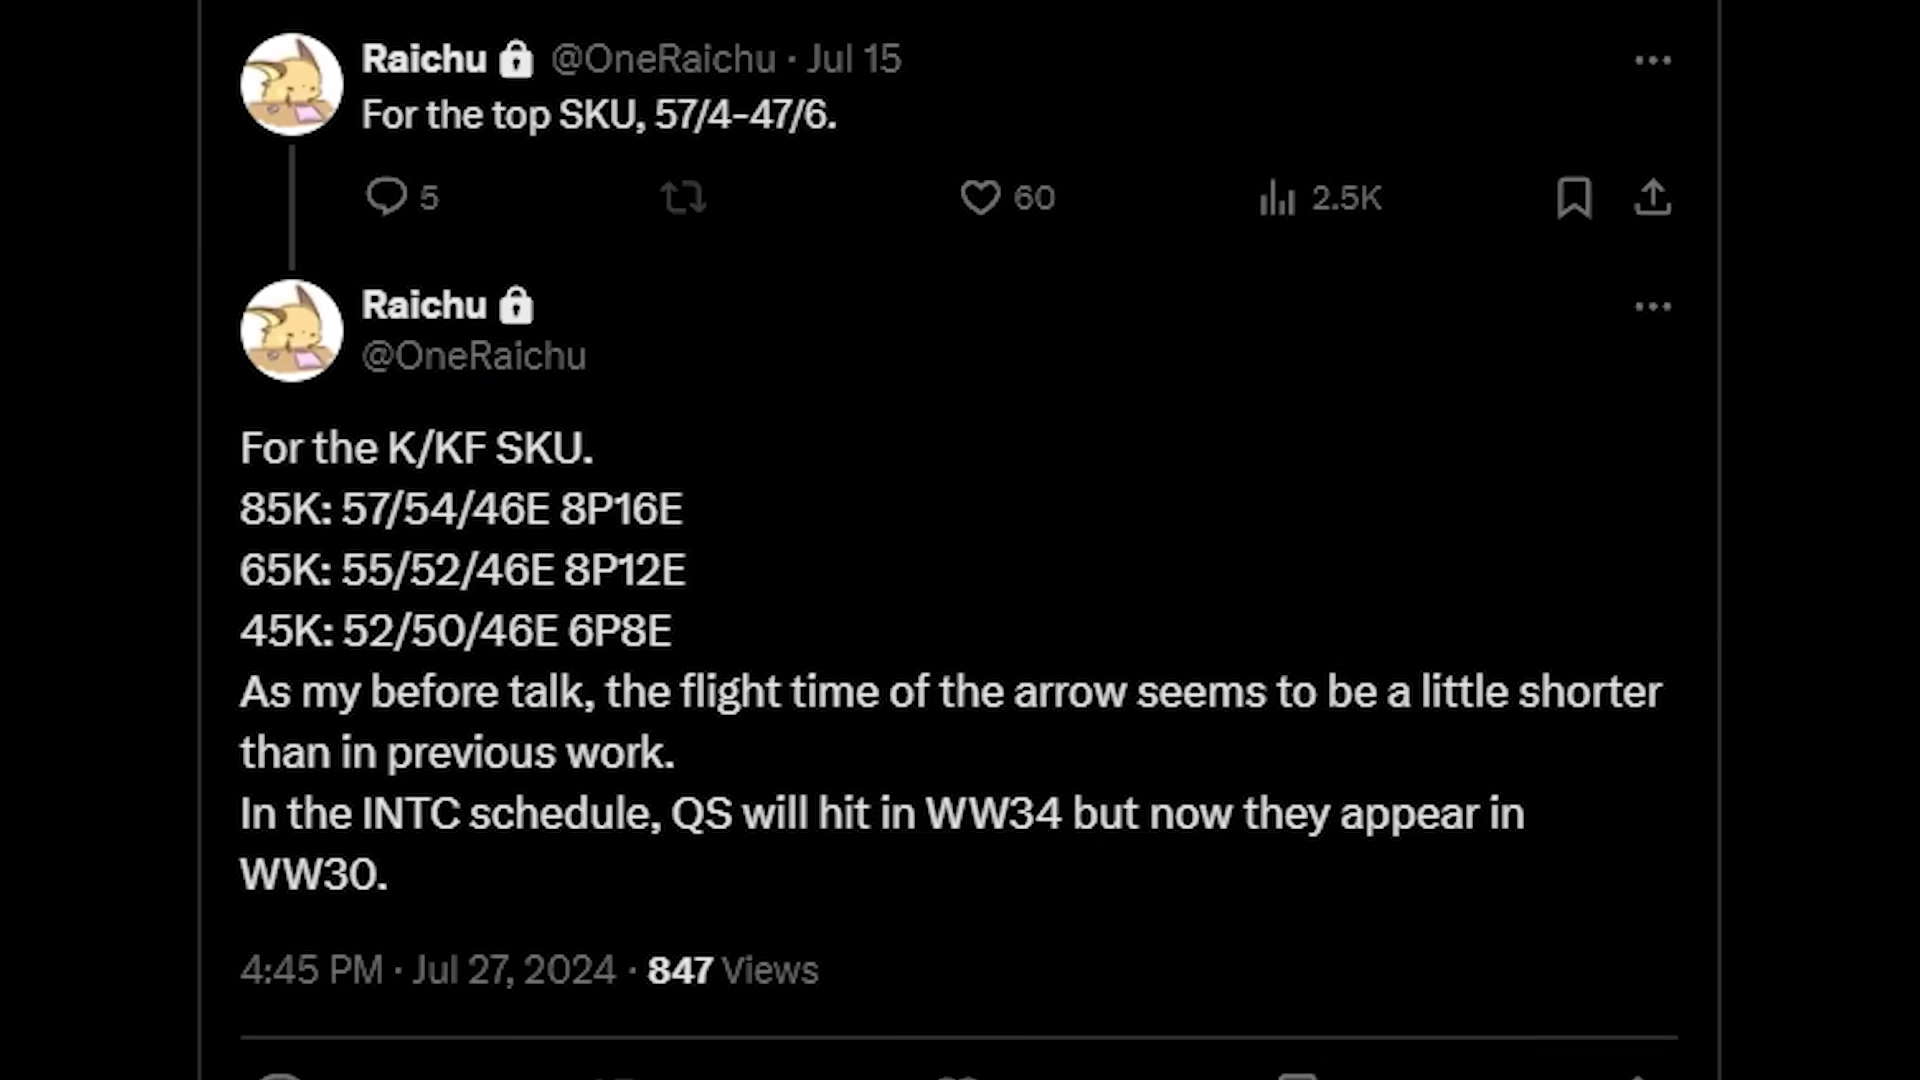 Raichu @OneRaichu · Jul 15
For the top SKU, 57/4-47/6.
5 60 2.5K
Raichu
@OneRaichu
For the K/KF SKU.
85K: 57/54/46E 8P16E
65K: 55/52/46E 8P12E
45K: 52/50/46E 6P8E
As my before talk, the flight time of the arrow seems to be a little shorter
than in previous work.
In the INTC schedule, QS will hit in WW34 but now they appear in
WW30.
4:45 PM · Jul 27, 2024 · 847 Views